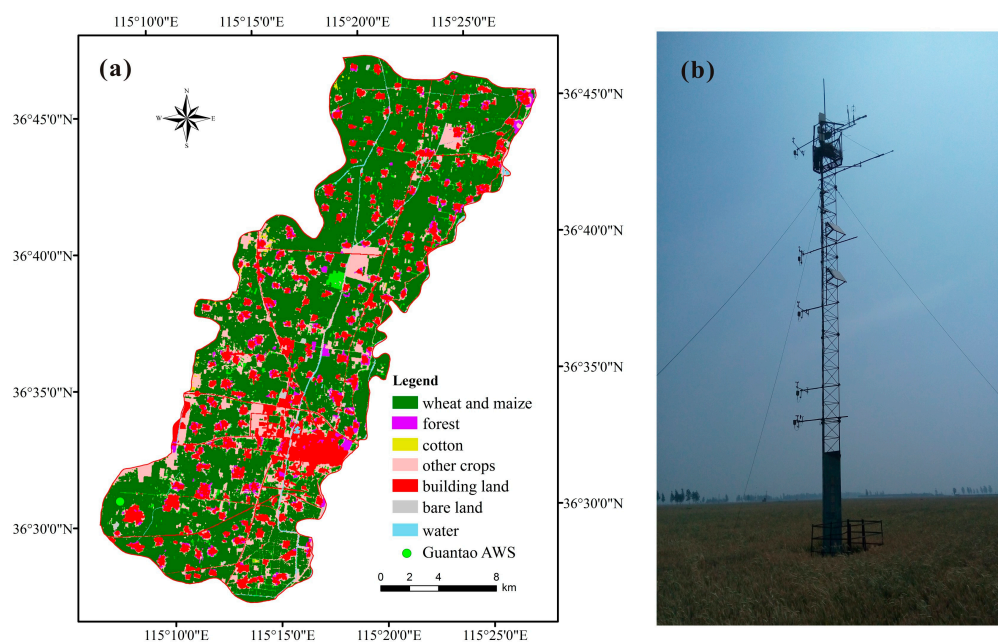 115°10'0"E 115°15'0"E 115°20'0"E 115°25'0"E
(a)
(b)
N
W E
S
36°45'0"N
36°45'0"N
36°40'0"N
36°40'0"N
36°35'0"N
36°35'0"N
36°30'0"N
36°30'0"N
Legend
wheat and maize
forest
cotton
other crops
building land
bare land
water
Guantao AWS
0 2 4 8
km
115°10'0"E 115°15'0"E 115°20'0"E 115°25'0"E